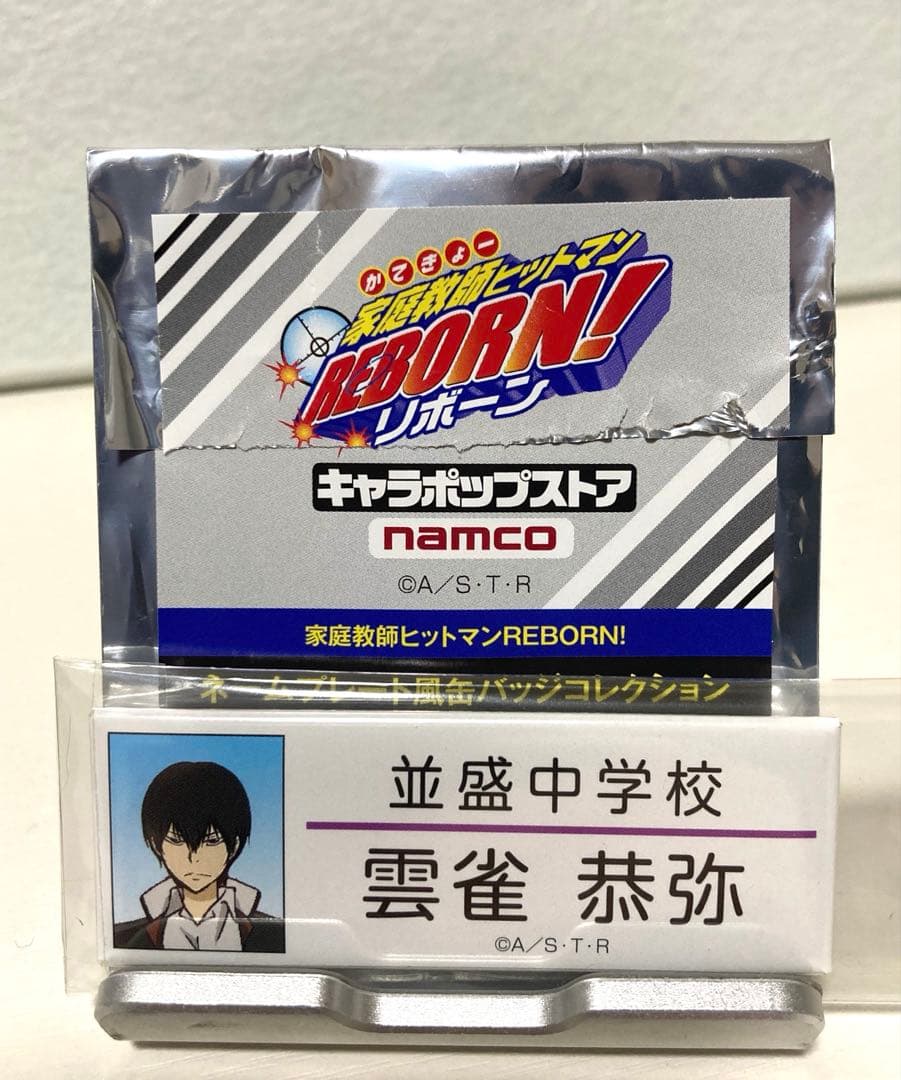 かてきょー
家庭教師ヒットマン
REBORN!
リボーン
キャラポップストア
namco
©A／S・T・R
家庭教師ヒットマンREBORN!
ネームプレート風缶バッジコレクション
並盛中学校
雲雀 恭弥
©A／S・T・R